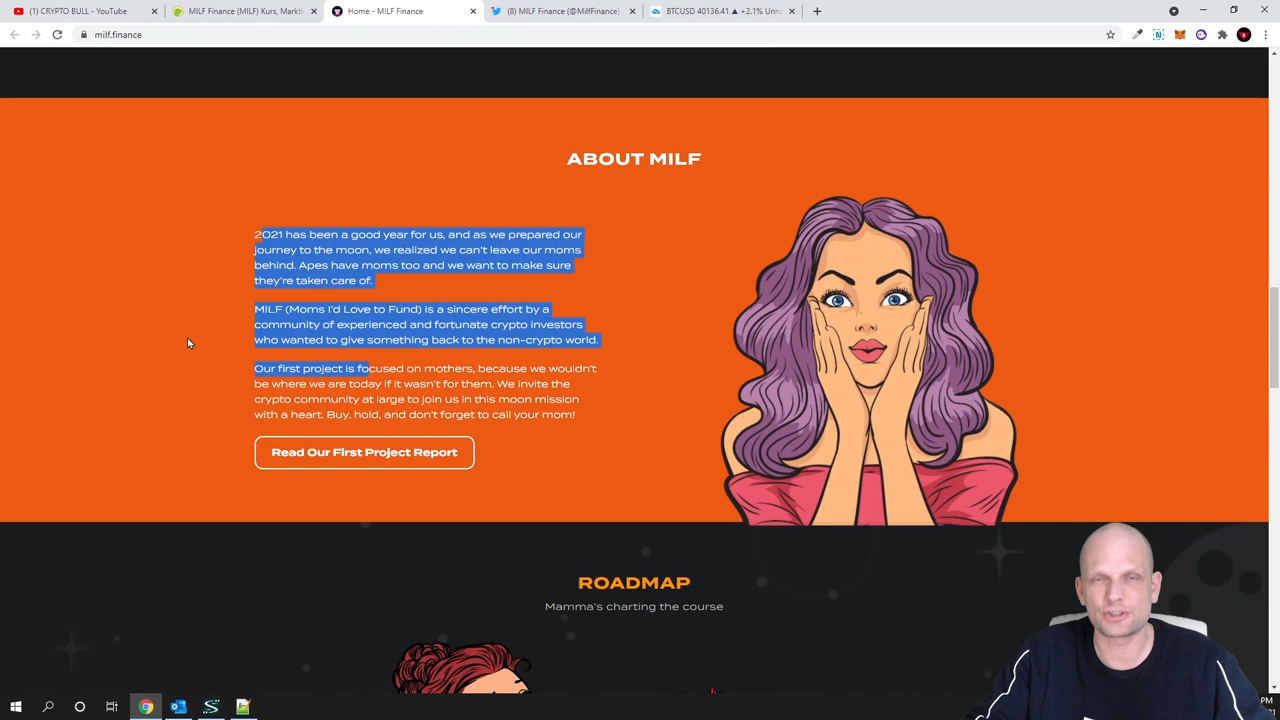 (1) CRYPTO BULL - YouTube
MILF Finance (MILF) Kurs, Markt
Home - MILF Finance
(8) MILF Finance (@MilfFinance)
BTCUSD 40136.41 ▲ +2.1% Unna
milf.finance
ABOUT MILF
2021 has been a good year for us, and as we prepared our
journey to the moon, we realized we can't leave our moms
behind. Apes have moms too and we want to make sure
they're taken care of.
MILF (Moms I'd Love to Fund) is a sincere effort by a
community of experienced and fortunate crypto investors
who wanted to give something back to the non-crypto world.
Our first project is focused on mothers, because we wouldn't
be where we are today if it wasn't for them. We invite the
crypto community at large to join us in this moon mission
with a heart. Buy, hold, and don't forget to call your mom!
Read Our First Project Report
ROADMAP
Mamma's charting the course
PM